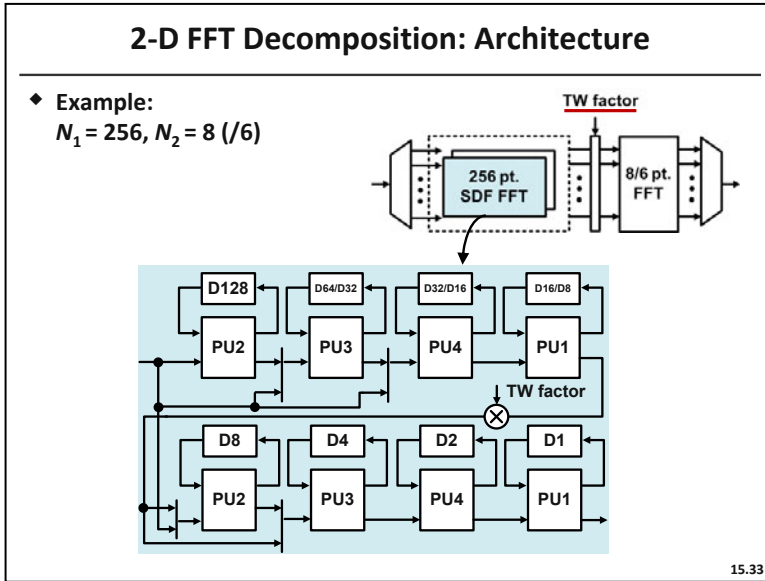 2-D FFT Decomposition: Architecture
◆ Example:
N₁ = 256, N₂ = 8 (/6)
TW factor
256 pt.
SDF FFT
8/6 pt.
FFT
D128
D64/D32
D32/D16
D16/D8
PU2
PU3
PU4
PU1
TW factor
D8
D4
D2
D1
PU2
PU3
PU4
PU1
15.33